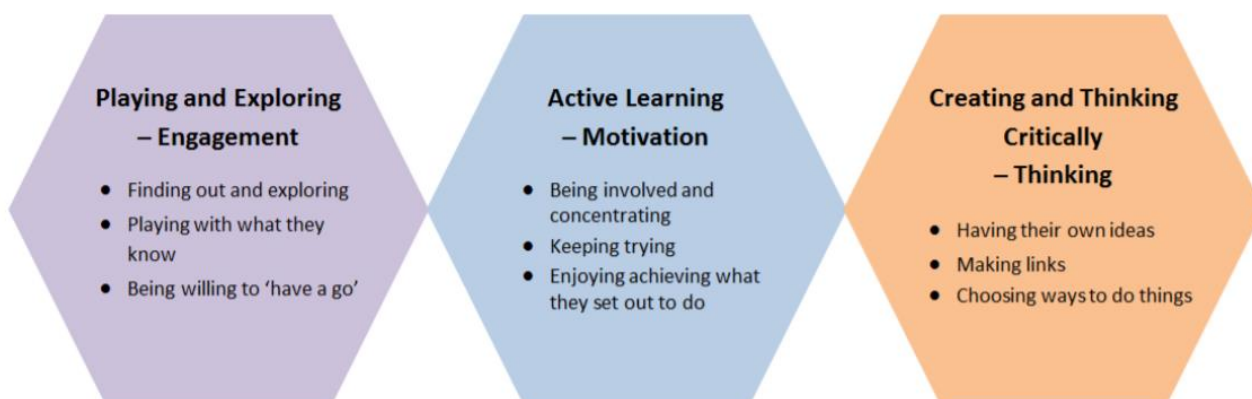 Playing and Exploring
– Engagement
● Finding out and exploring
● Playing with what they
know
● Being willing to ‘have a go’
Active Learning
– Motivation
● Being involved and
concentrating
● Keeping trying
● Enjoying achieving what
they set out to do
Creating and Thinking
Critically
– Thinking
● Having their own ideas
● Making links
● Choosing ways to do things